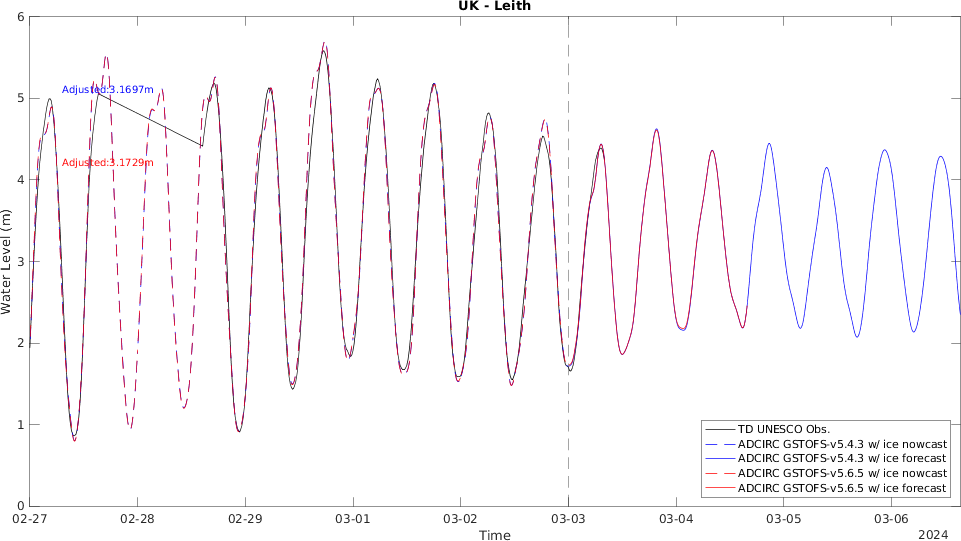 UK - Leith
6
5
4
3
2
1
0
Water Level (m)
Adjusted:3.1697m
Adjusted:3.1729m
TD UNESCO Obs.
ADCIRC GSTOFS-v5.4.3 w/ ice nowcast
ADCIRC GSTOFS-v5.4.3 w/ ice forecast
ADCIRC GSTOFS-v5.6.5 w/ ice nowcast
ADCIRC GSTOFS-v5.6.5 w/ ice forecast
02-27 02-28 02-29 03-01 03-02 03-03 03-04 03-05 03-06
Time
2024